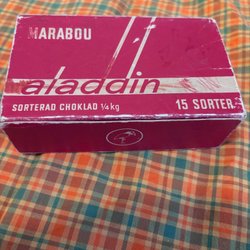 MARABOU
aladdin
SORTERAD CHOKLAD ¼ kg
15 SORTER